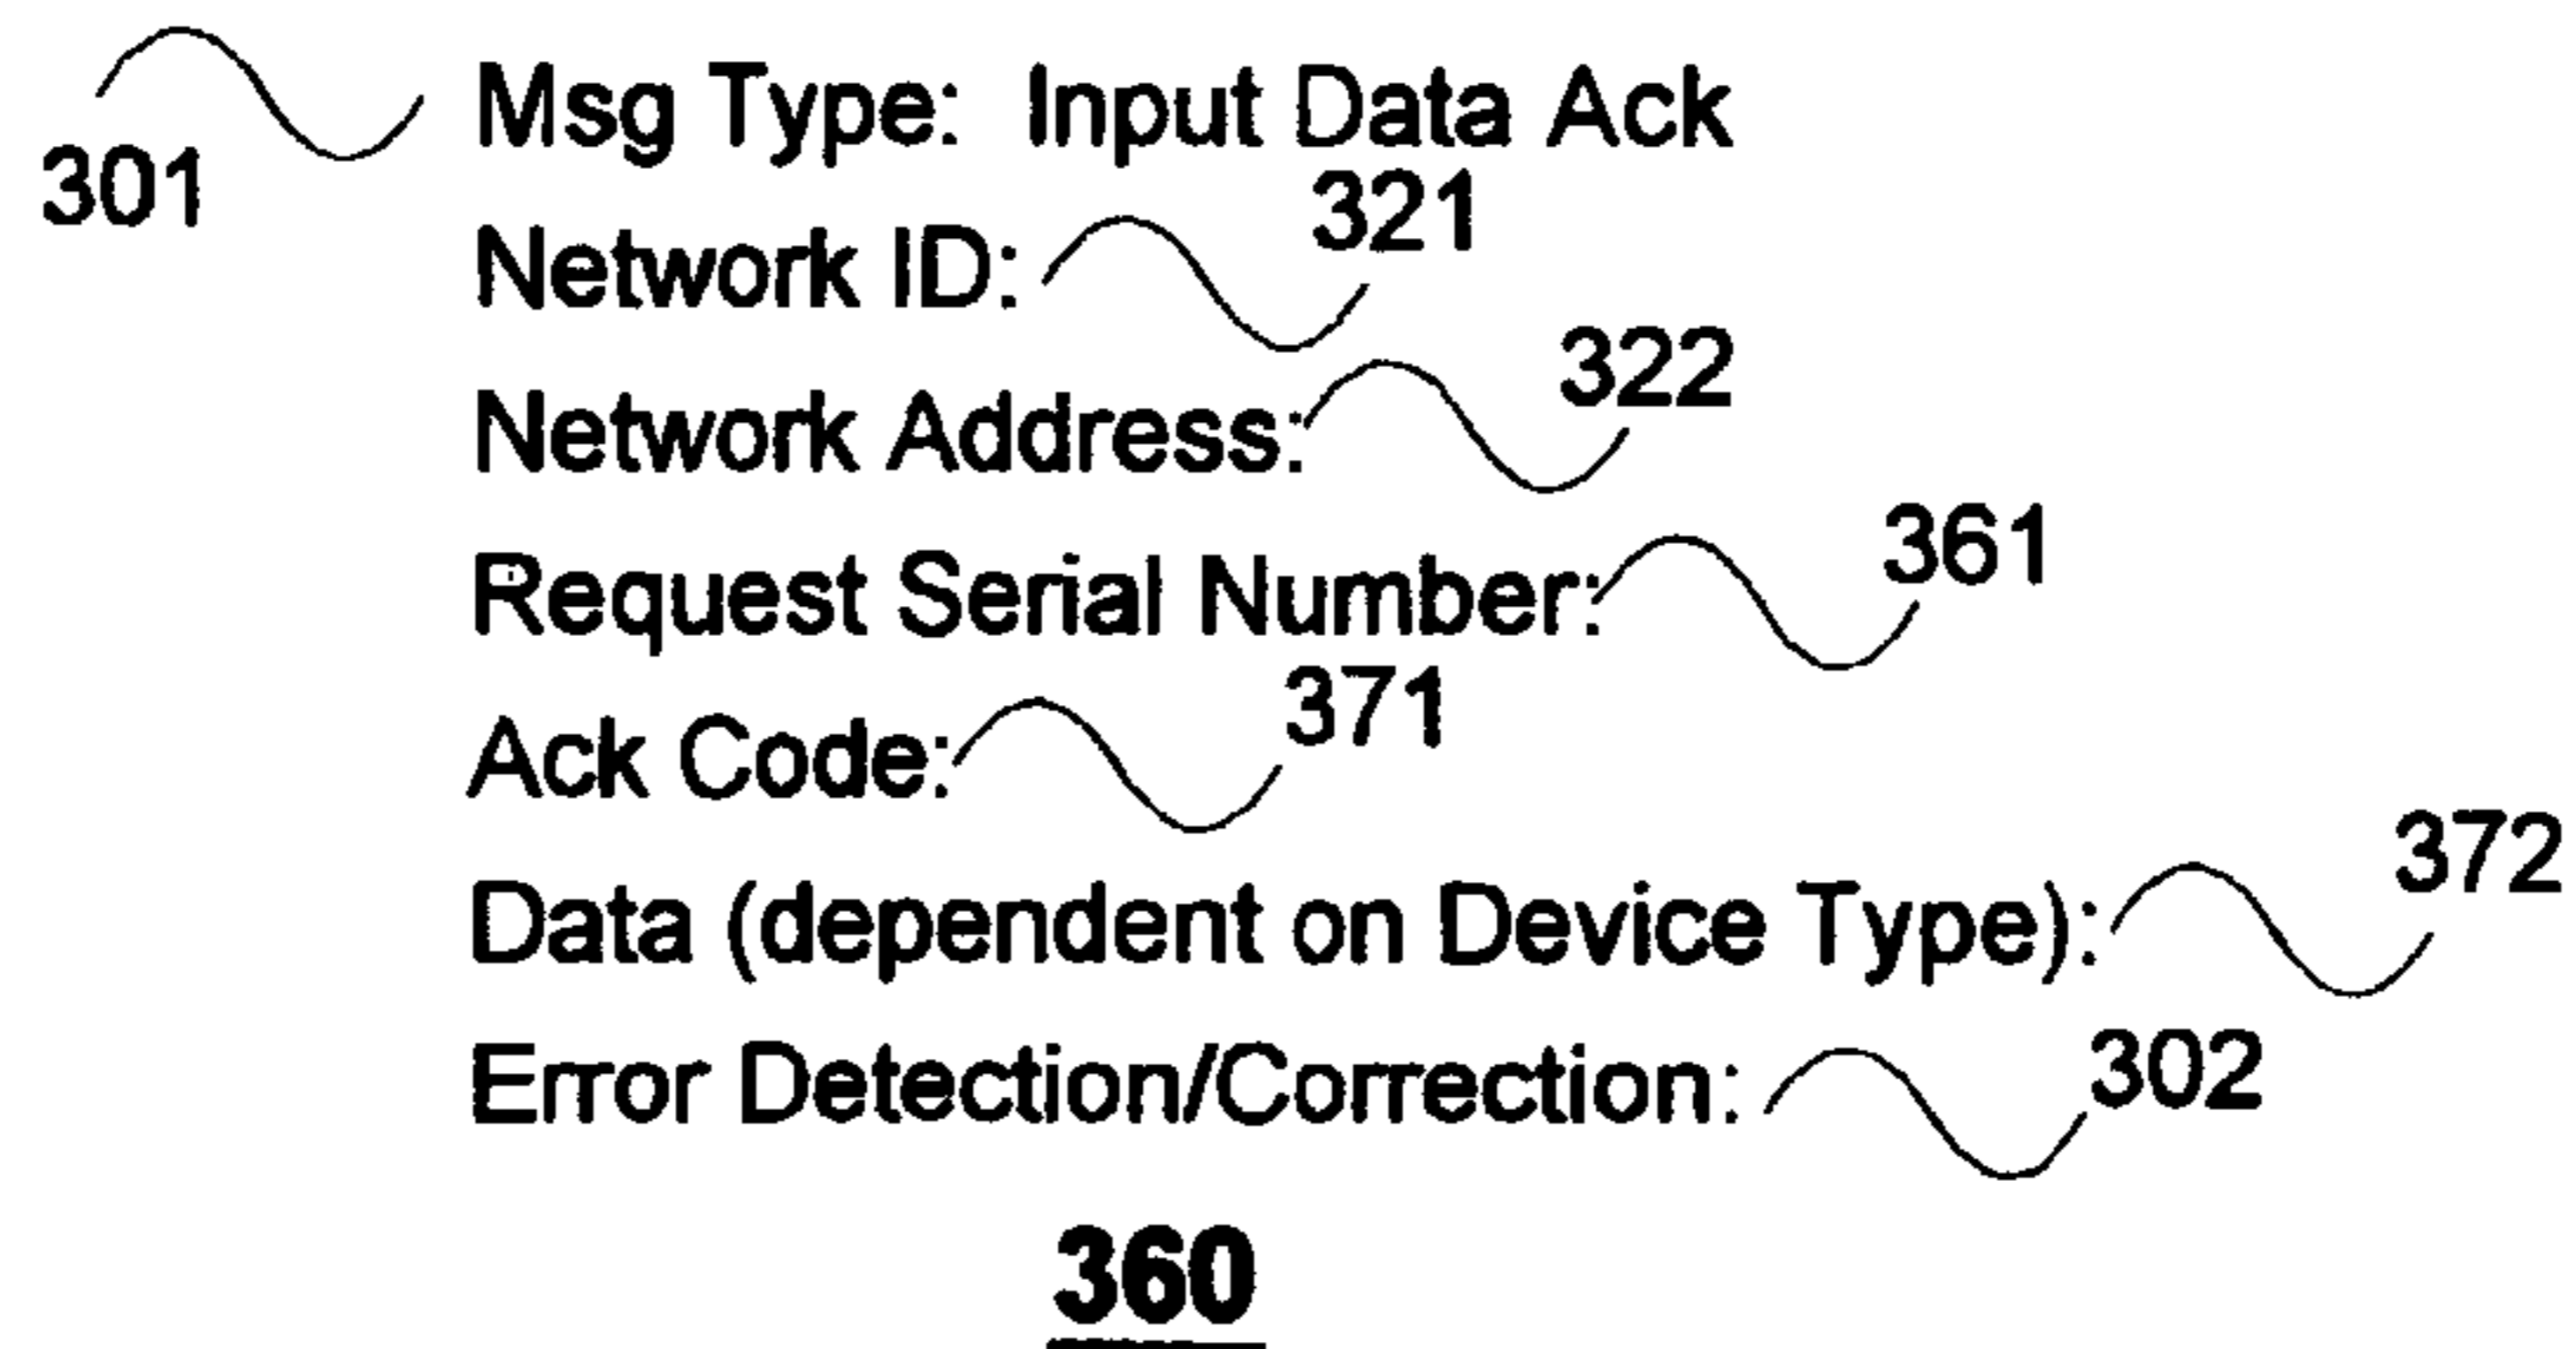 301 Msg Type: Input Data Ack
Network ID: 321
Network Address: 322
Request Serial Number: 361
Ack Code: 371
Data (dependent on Device Type): 372
Error Detection/Correction: 302
360